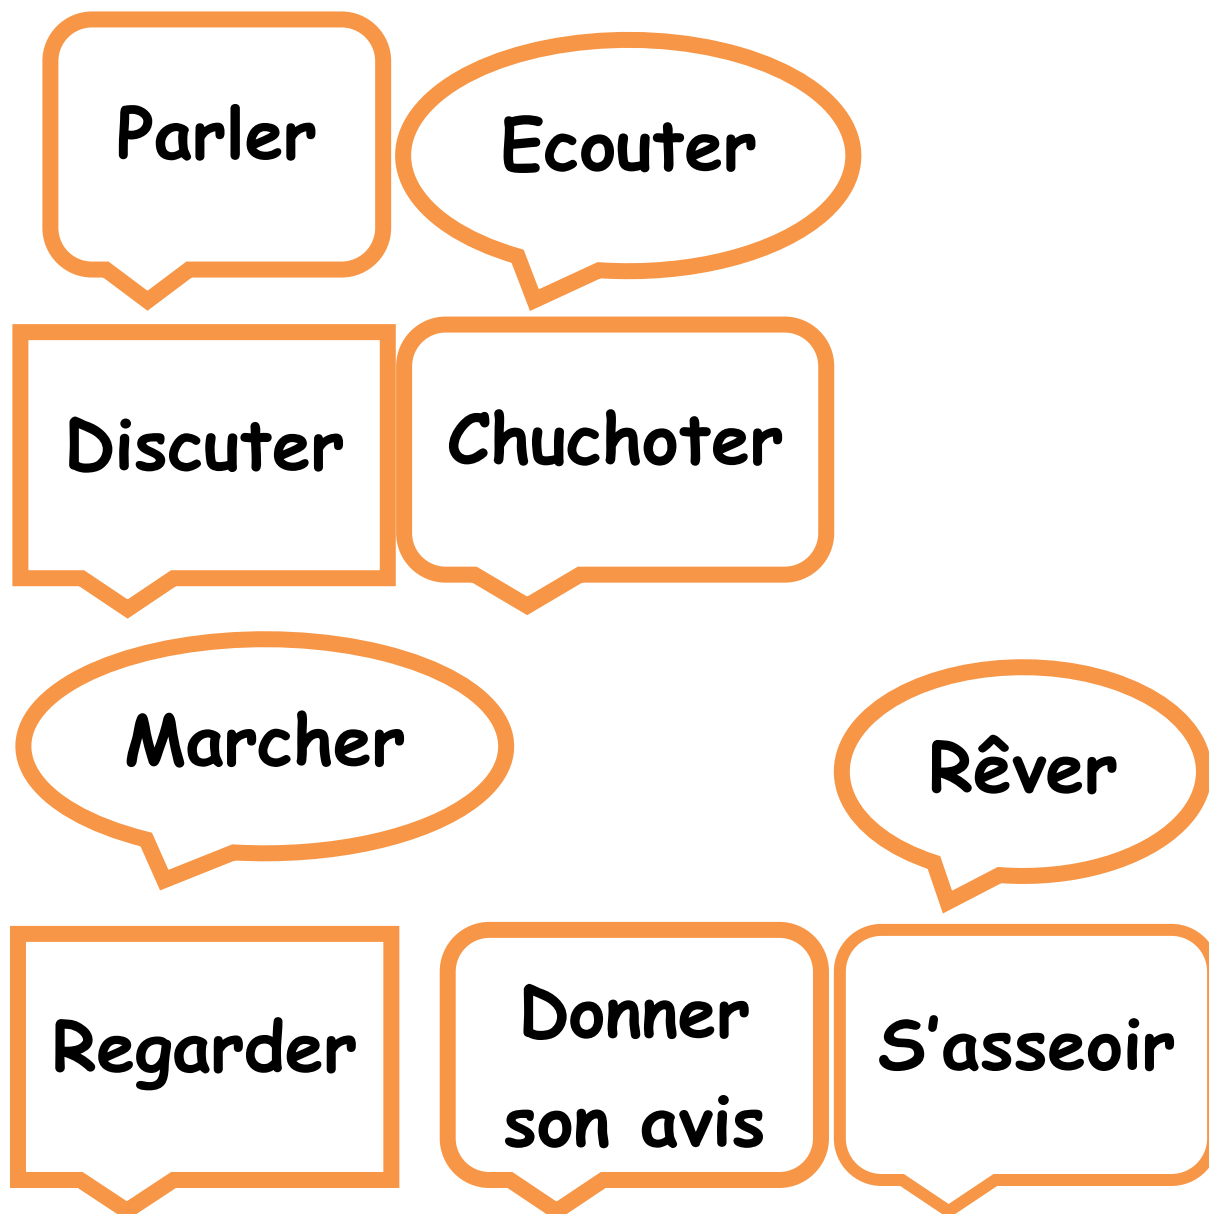 Parler
Ecouter
Discuter
Chuchoter
Marcher
Rêver
Regarder
Donner
son avis
S’asseoir